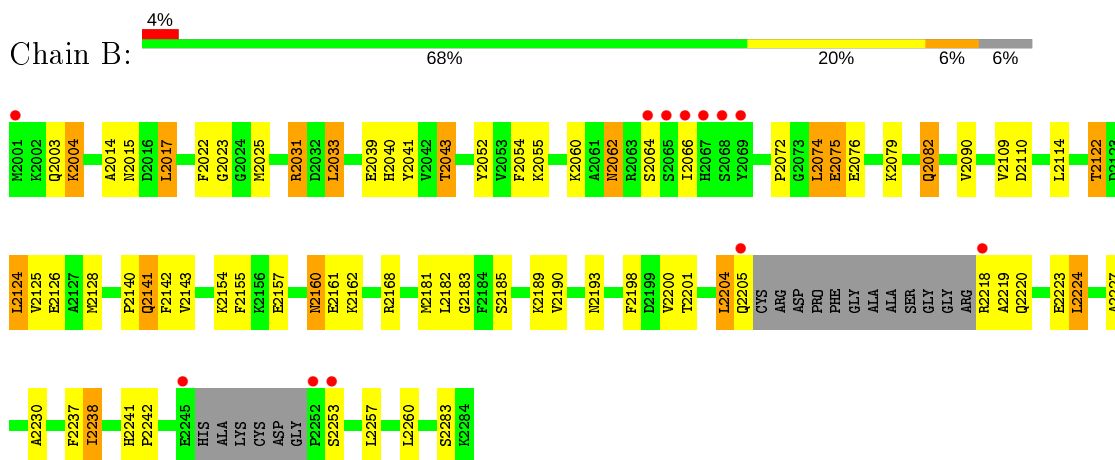 4%
Chain B:
68% 20% 6% 6%
M2001 K2002 Q2003 K2004 A2014 N2015 D2016 L2017 F2022 G2023 G2024 M2025 R2031 D2032 L2033 E2039 H2040 Y2041 V2042 T2043 Y2052 V2053 F2054 K2055 K2060 A2061 N2062 R2063 S2064 S2065 I2066 H2067 S2068 Y2069 P2072 G2073 L2074 E2075 E2076 K2079 Q2082 V2090 V2109 D2110 L2114 T2122
L2124 V2125 E2126 A2127 M2128 P2140 Q2141 F2142 V2143 K2154 F2155 K2156 E2157 N2160 E2161 K2162 R2168 M2181 L2182 G2183 F2184 S2185 K2189 V2190 N2193 F2198 D2199 V2200 T2201 L2204 Q2205 CYS ARG ASP PRO PHE GLY ALA ALA SER GLY GLY ARG R2218 A2219 Q2220 E2223 L2224
A2230 F2237 I2238 H2241 P2242 E2245 HIS ALA LYS CYS ASP GLY P2252 S2253 L2257 L2260 S2283 K2284